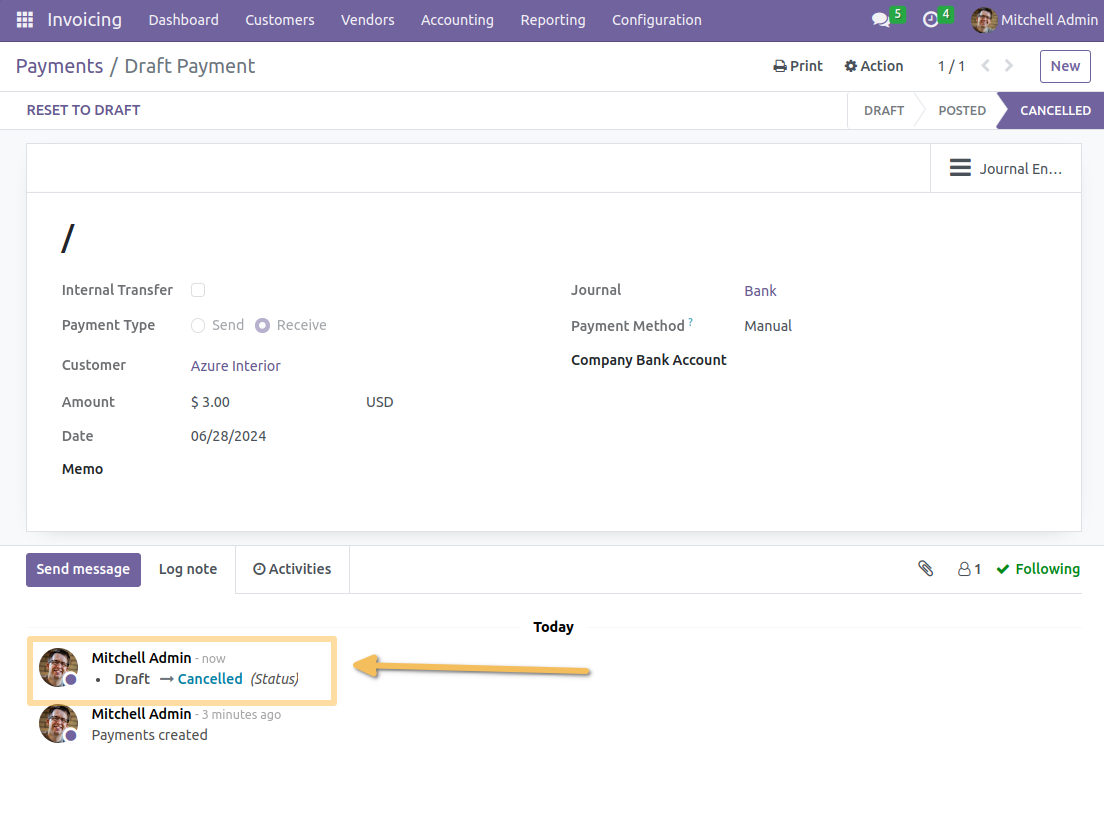 Invoicing Dashboard Customers Vendors Accounting Reporting Configuration 5 4 Mitchell Admin
Payments / Draft Payment Print Action 1 / 1 New
RESET TO DRAFT DRAFT POSTED CANCELLED
Journal En...
/
Internal Transfer Journal Bank
Payment Type Send Receive Payment Method ? Manual
Customer Azure Interior Company Bank Account
Amount $ 3.00 USD
Date 06/28/2024
Memo
Send message Log note Activities 1 Following
Today
Mitchell Admin - now
• Draft → Cancelled (Status)
Mitchell Admin - 3 minutes ago
Payments created